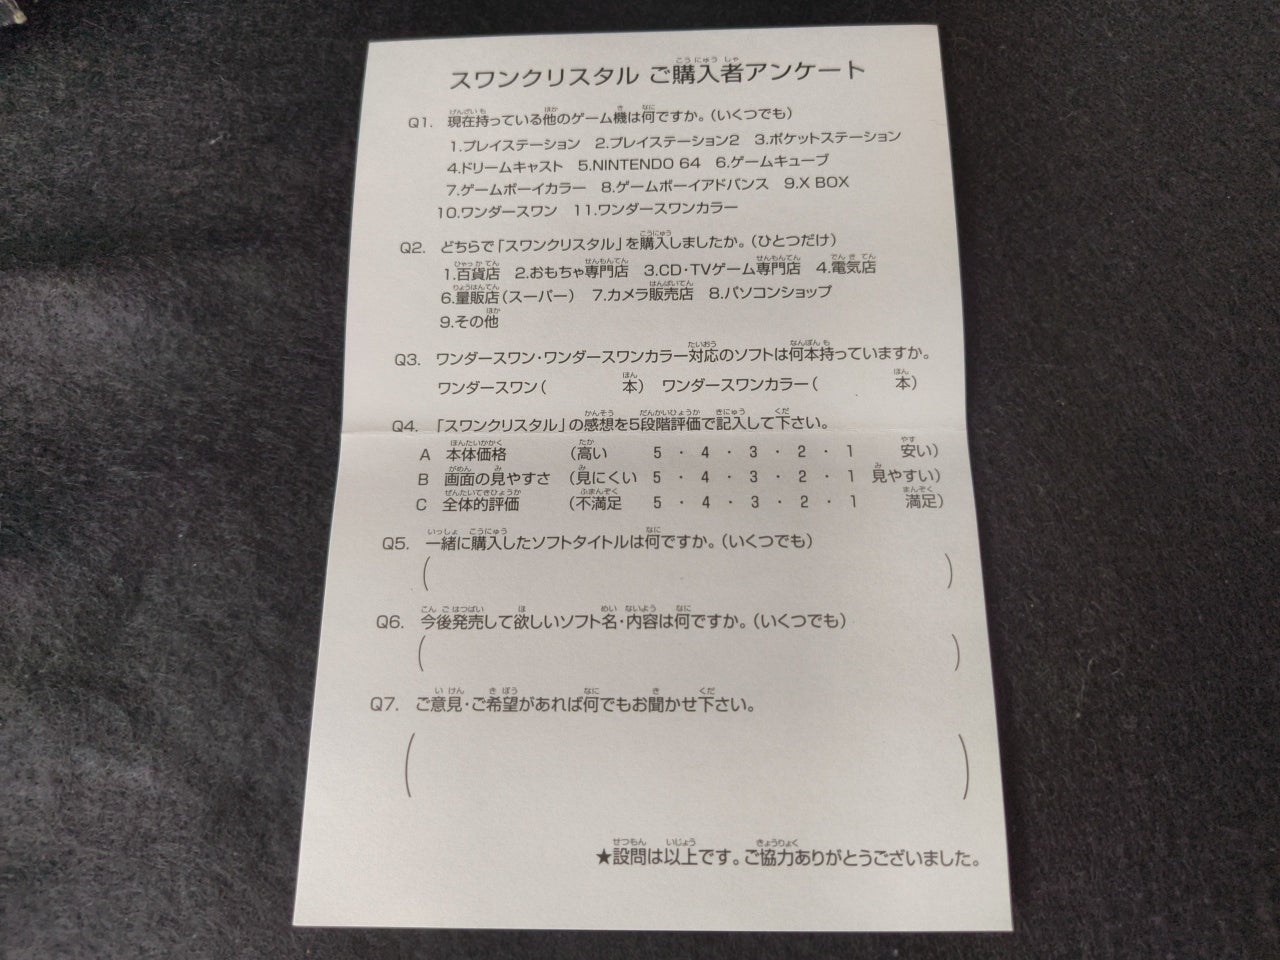 スワンクリスタル ご購入者アンケート
Q1. 現在持っている他のゲーム機は何ですか。(いくつでも)
1.プレイステーション 2.プレイステーション2 3.ポケットステーション
4.ドリームキャスト 5.NINTENDO 64 6.ゲームキューブ
7.ゲームボーイカラー 8.ゲームボーイアドバンス 9.X BOX
10.ワンダースワン 11.ワンダースワンカラー
Q2. どちらで「スワンクリスタル」を購入しましたか。(ひとつだけ)
1.百貨店 2.おもちゃ専門店 3.CD・TVゲーム専門店 4.電気店
6.量販店(スーパー) 7.カメラ販売店 8.パソコンショップ
9.その他
Q3. ワンダースワン・ワンダースワンカラー対応のソフトは何本持っていますか。
ワンダースワン( 本) ワンダースワンカラー( 本)
Q4. 「スワンクリスタル」の感想を5段階評価で記入して下さい。
A 本体価格 (高い 5 ・ 4 ・ 3 ・ 2 ・ 1 安い)
B 画面の見やすさ (見にくい 5 ・ 4 ・ 3 ・ 2 ・ 1 見やすい)
C 全体的評価 (不満足 5 ・ 4 ・ 3 ・ 2 ・ 1 満足)
Q5. 一緒に購入したソフトタイトルは何ですか。(いくつでも)
( )
Q6. 今後発売して欲しいソフト名・内容は何ですか。(いくつでも)
( )
Q7. ご意見・ご希望があれば何でもお聞かせ下さい。
( )
★設問は以上です。ご協力ありがとうございました。